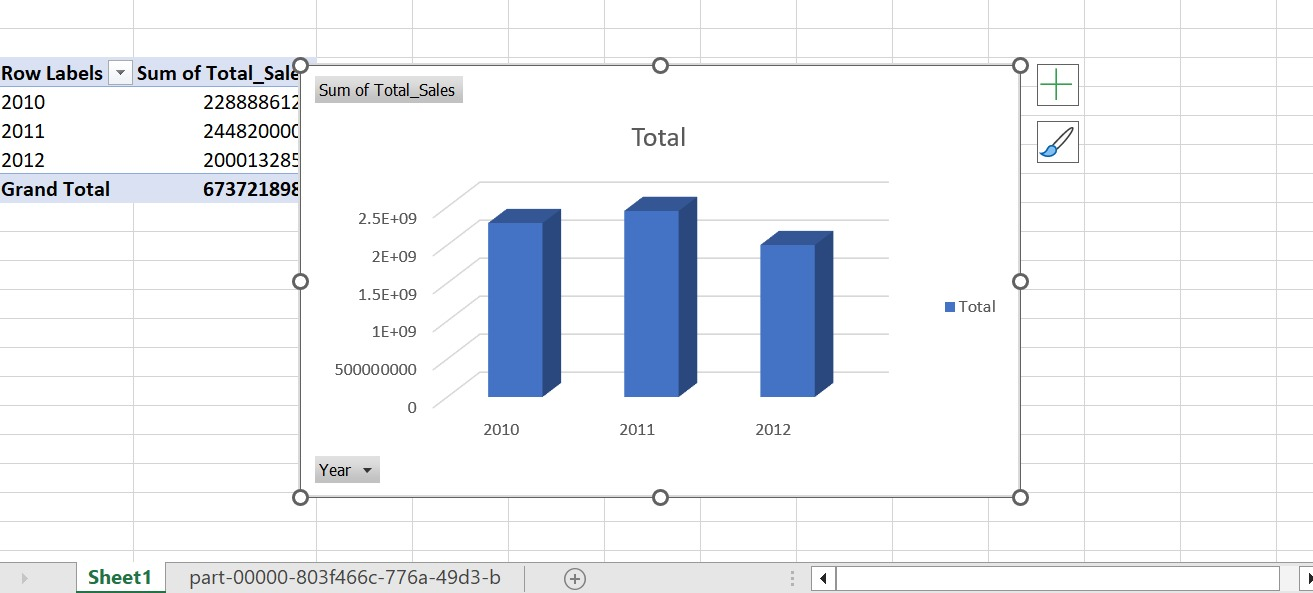 Row Labels Sum of Total_Sale
2010 228888612
2011 244820000
2012 200013285
Grand Total 673721898
Sum of Total_Sales
Total
2.5E+09
2E+09
1.5E+09
1E+09
500000000
0
2010 2011 2012
Total
Year
Sheet1 part-00000-803f466c-776a-49d3-b